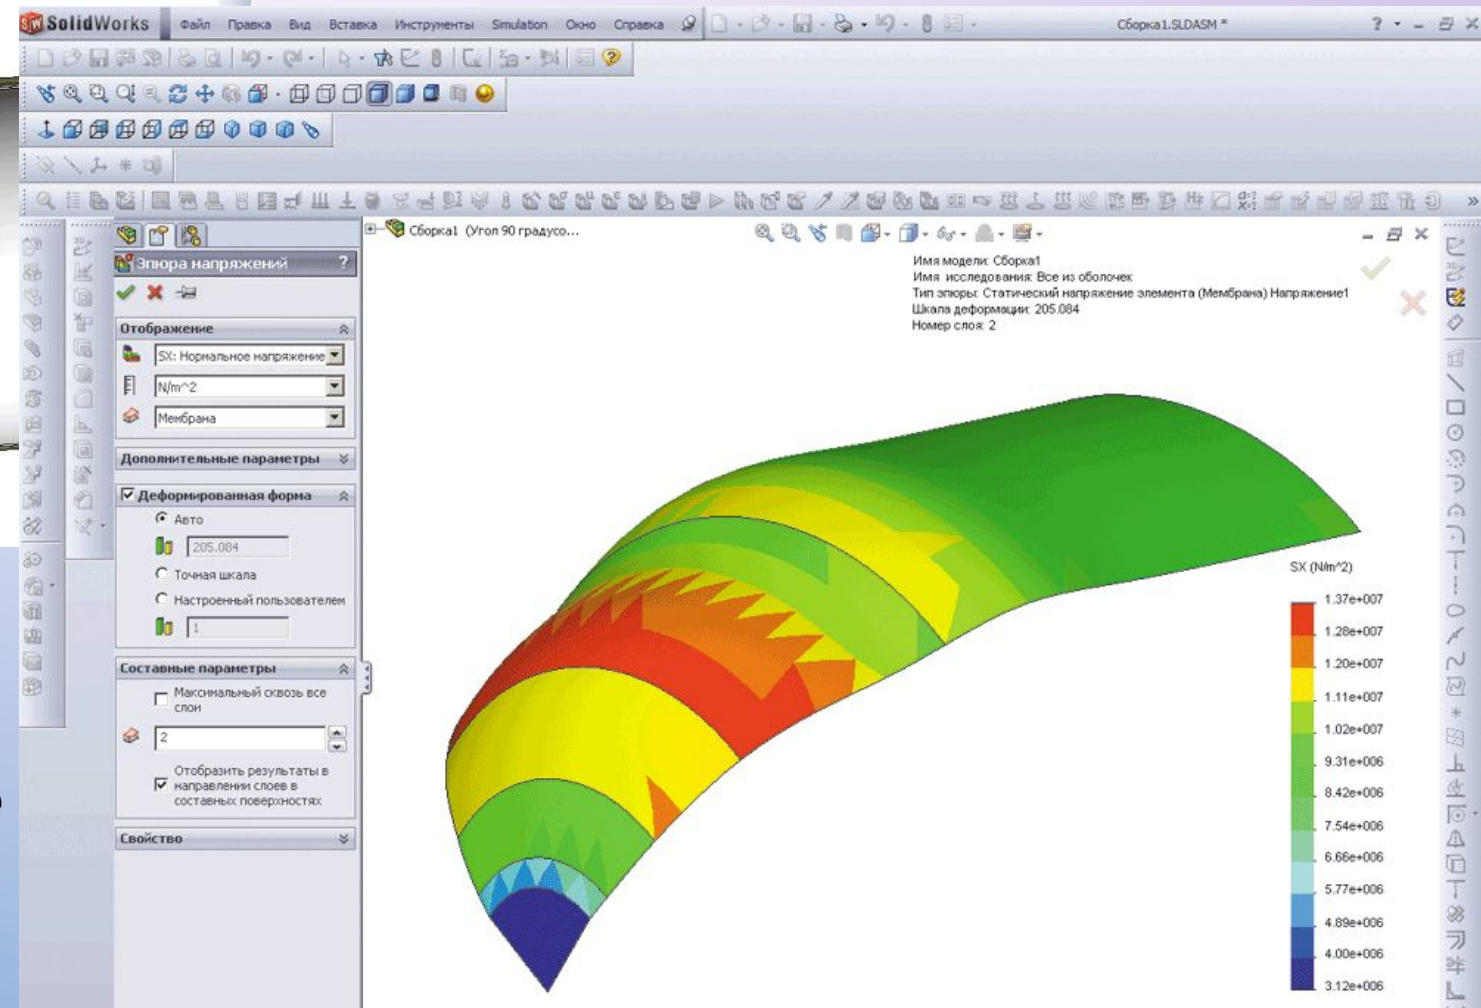 SolidWorks Файл Правка Вид Вставка Инструменты Simulation Окно Справка Сборка1.SLDASM *
Сборка1 (Угол 90 градусо...
Эпюра напряжений ?
Отображение
SX: Нормальное напряжение
N/m^2
Мембрана
Дополнительные параметры
Деформированная форма
Авто
205.084
Точная шкала
Настроенный пользователем
1
Составные параметры
Максимальный сквозь все
слои
2
Отобразить результаты в
направлении слоев в
составных поверхностях
Свойство
Имя модели: Сборка1
Имя исследования: Все из оболочек
Тип эпюры: Статический напряжение элемента (Мембрана) Напряжение1
Шкала деформации: 205.084
Номер слоя: 2
SX (N/m^2)
1.37e+007
1.28e+007
1.20e+007
1.11e+007
1.02e+007
9.31e+006
8.42e+006
7.54e+006
6.66e+006
5.77e+006
4.89e+006
4.00e+006
3.12e+006